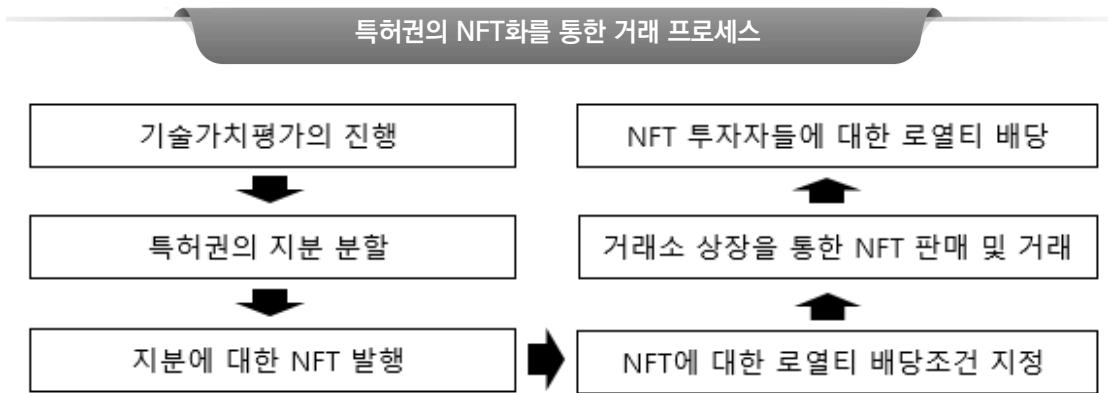 특허권의 NFT화를 통한 거래 프로세스
기술가치평가의 진행
특허권의 지분 분할
지분에 대한 NFT 발행
NFT에 대한 로열티 배당조건 지정
거래소 상장을 통한 NFT 판매 및 거래
NFT 투자자들에 대한 로열티 배당